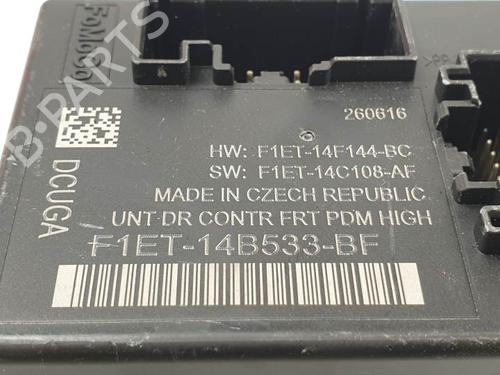 FoMoCo
B-PARTS
260616
HW: F1ET-14F144-BC
SW: F1ET-14C108-AF
MADE IN CZECH REPUBLIC
UNT-DR CONTR FRT PDM HIGH
DCUGA
F1ET-14B533-BF